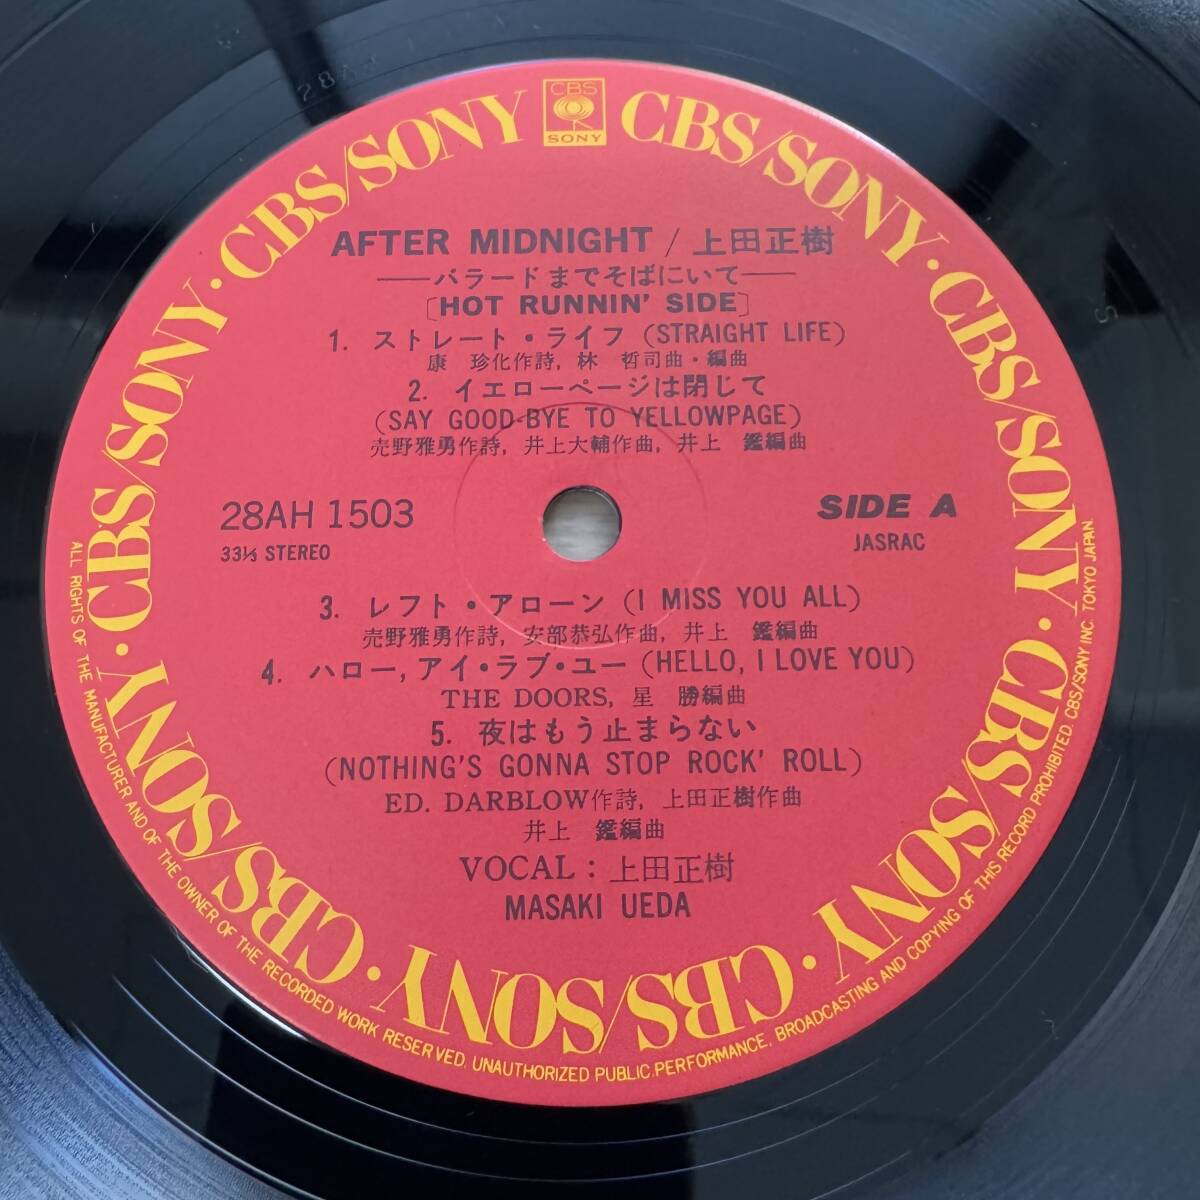 CBS
SONY
CBS/SONY · CBS/SONY · CBS/SONY · CBS/SONY · CBS/SONY · CBS/SONY · CBS/SONY · CBS/SONY · CBS/SONY
AFTER MIDNIGHT / 上田正樹
—バラードまでそばにいて—
[HOT RUNNIN' SIDE]
1. ストレート・ライフ (STRAIGHT LIFE)
康 珍化作詩, 林 哲司曲・編曲
2. イエローページは閉じて
(SAY GOOD-BYE TO YELLOWPAGE)
売野雅勇作詩, 井上大輔作曲, 井上 鑑編曲
28AH 1503
33⅓ STEREO
SIDE A
JASRAC
3. レフト・アローン (I MISS YOU ALL)
売野雅勇作詩, 安部恭弘作曲, 井上 鑑編曲
4. ハロー, アイ・ラブ・ユー (HELLO, I LOVE YOU)
THE DOORS, 星 勝編曲
5. 夜はもう止まらない
(NOTHING'S GONNA STOP ROCK' ROLL)
ED. DARBLOW作詩, 上田正樹作曲
井上 鑑編曲
VOCAL : 上田正樹
MASAKI UEDA
ALL RIGHTS OF THE MANUFACTURER AND OF THE OWNER OF THE RECORDED WORK RESERVED. UNAUTHORIZED PUBLIC PERFORMANCE, BROADCASTING AND COPYING OF THIS RECORD PROHIBITED. CBS/SONY INC. TOKYO JAPAN.